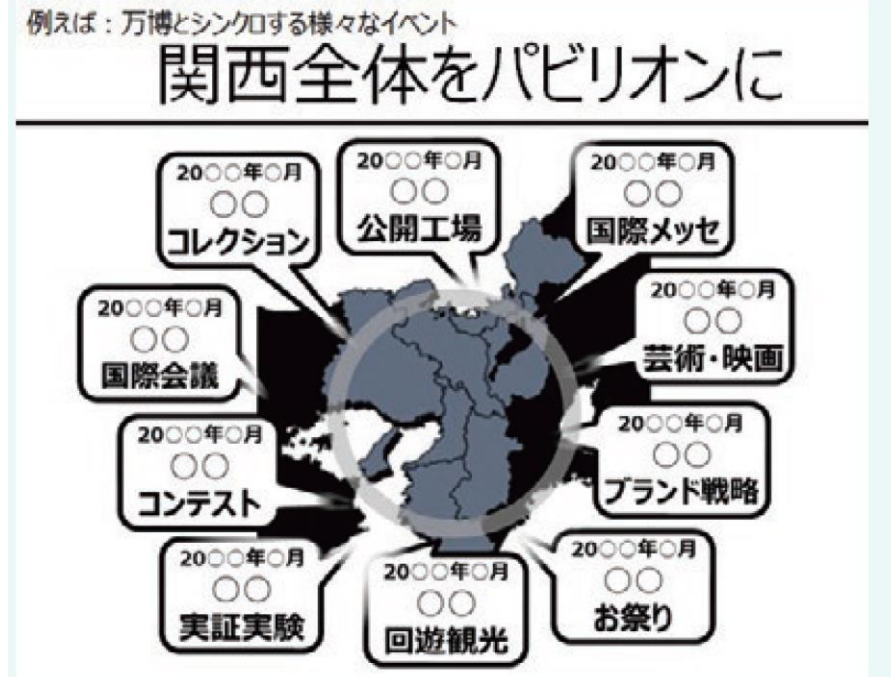 例えば：万博とシンクロする様々なイベント
関西全体をパビリオンに
20○○年○月
○○
コレクション
20○○年○月
○○
公開工場
20○○年○月
○○
国際メッセ
20○○年○月
○○
国際会議
20○○年○月
○○
芸術・映画
20○○年○月
○○
コンテスト
20○○年○月
○○
ブランド戦略
20○○年○月
○○
実証実験
20○○年○月
○○
回遊観光
20○○年○月
○○
お祭り